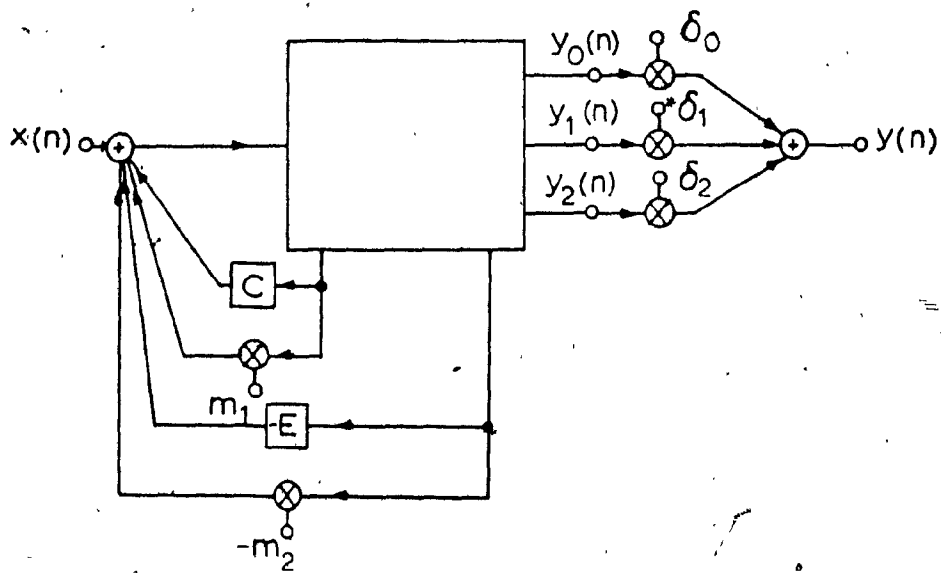 y₀(n) δ₀
x(n) + y₁(n) *δ₁ + y(n)
y₂(n) δ₂
C
m₁
-E
-m₂